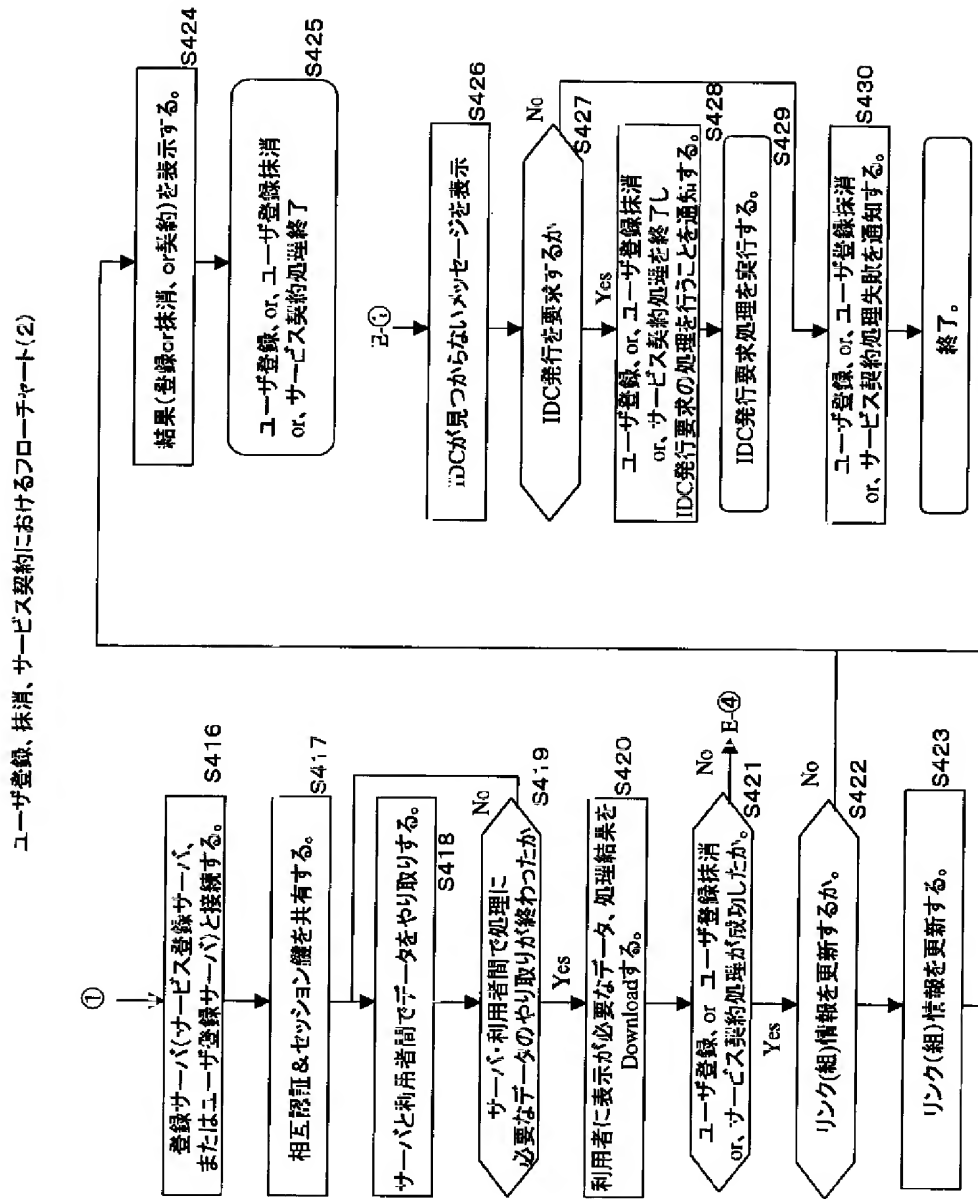 ユーザ登録、抹消、サービス契約におけるフローチャート(2)
①
登録サーバ(サービス登録サーバ、
またはユーザ登録サーバ)と接続する。
S416
相互認証&セッション鍵を共有する。
S417
サーバと利用者間でデータをやり取りする。
S418
サーバ・利用者間で処理に
必要なデータのやり取りが終わったか
No
S419
Yes
利用者に表示が必要なデータ、処理結果を
Downloadする。
S420
ユーザ登録、or ユーザ登録抹消
or、サービス契約処理が成功したか。
No
E-④
S421
Yes
リンク(組)情報を更新するか。
No
S422
リンク(組)情報を更新する。
S423
結果(登録or抹消、or契約)を表示する。
S424
ユーザ登録、or、ユーザ登録抹消
or、サービス契約処理終了
S425
E-①
IDCが見つからないメッセージを表示
S426
IDC発行を要求するか
No
S427
Yes
ユーザ登録、or、ユーザ登録抹消
or、サービス契約処理を終了し
IDC発行要求の処理を行うことを通知する。
S428
IDC発行要求処理を実行する。
S429
ユーザ登録、or、ユーザ登録抹消
or、サービス契約処理失敗を通知する。
S430
終了。